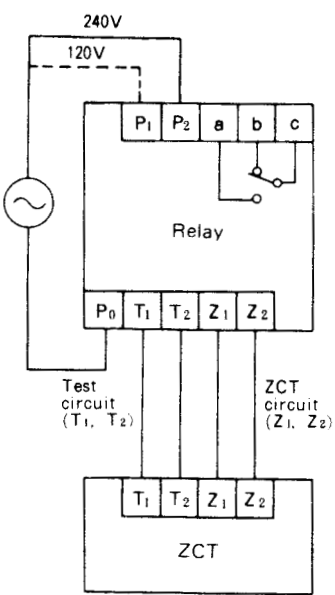 240V
120V
P1 P2 a b c
Relay
P0 T1 T2 Z1 Z2
Test
circuit
(T1, T2)
ZCT
circuit
(Z1, Z2)
T1 T2 Z1 Z2
ZCT